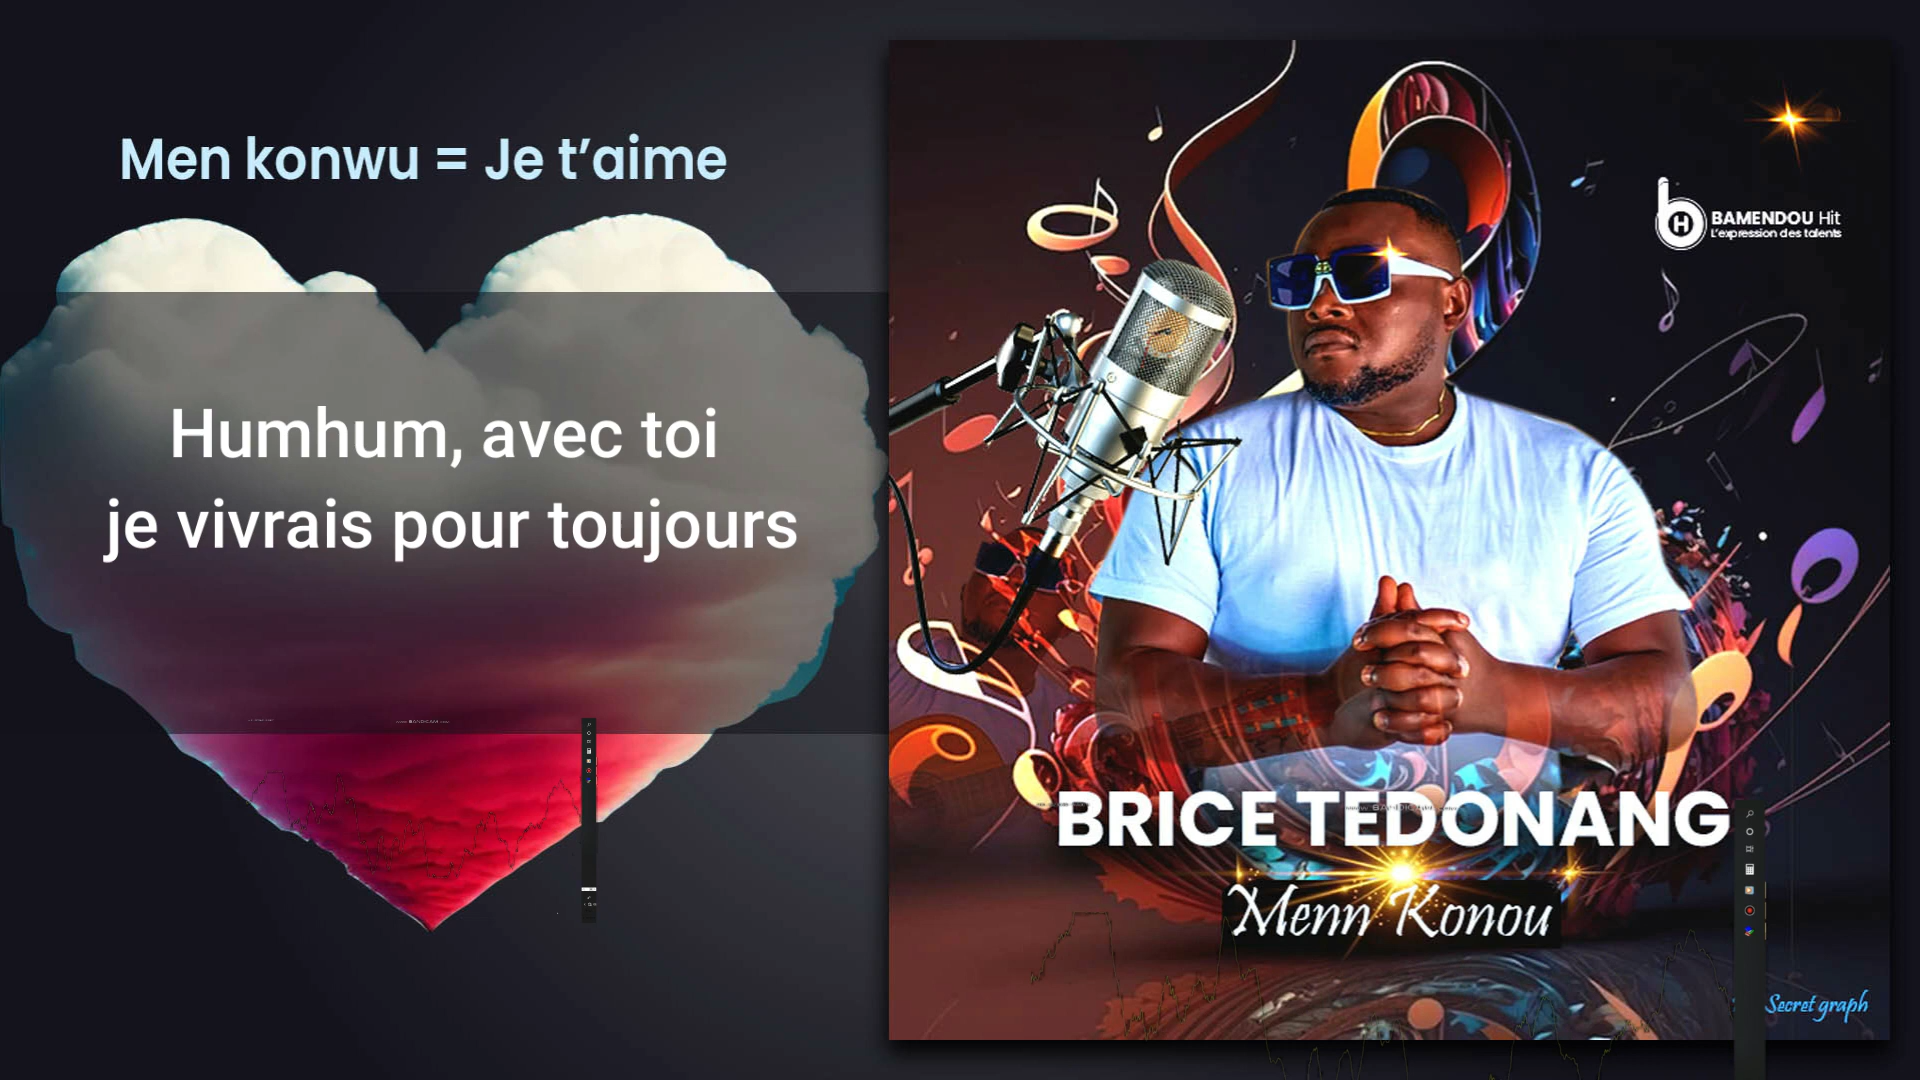 Men konwu = Je t’aime
Humhum, avec toi
je vivrais pour toujours
BAMENDOU Hit
L'expression des talents
BRICE TEDONANG
Menn Konou
Secret graph